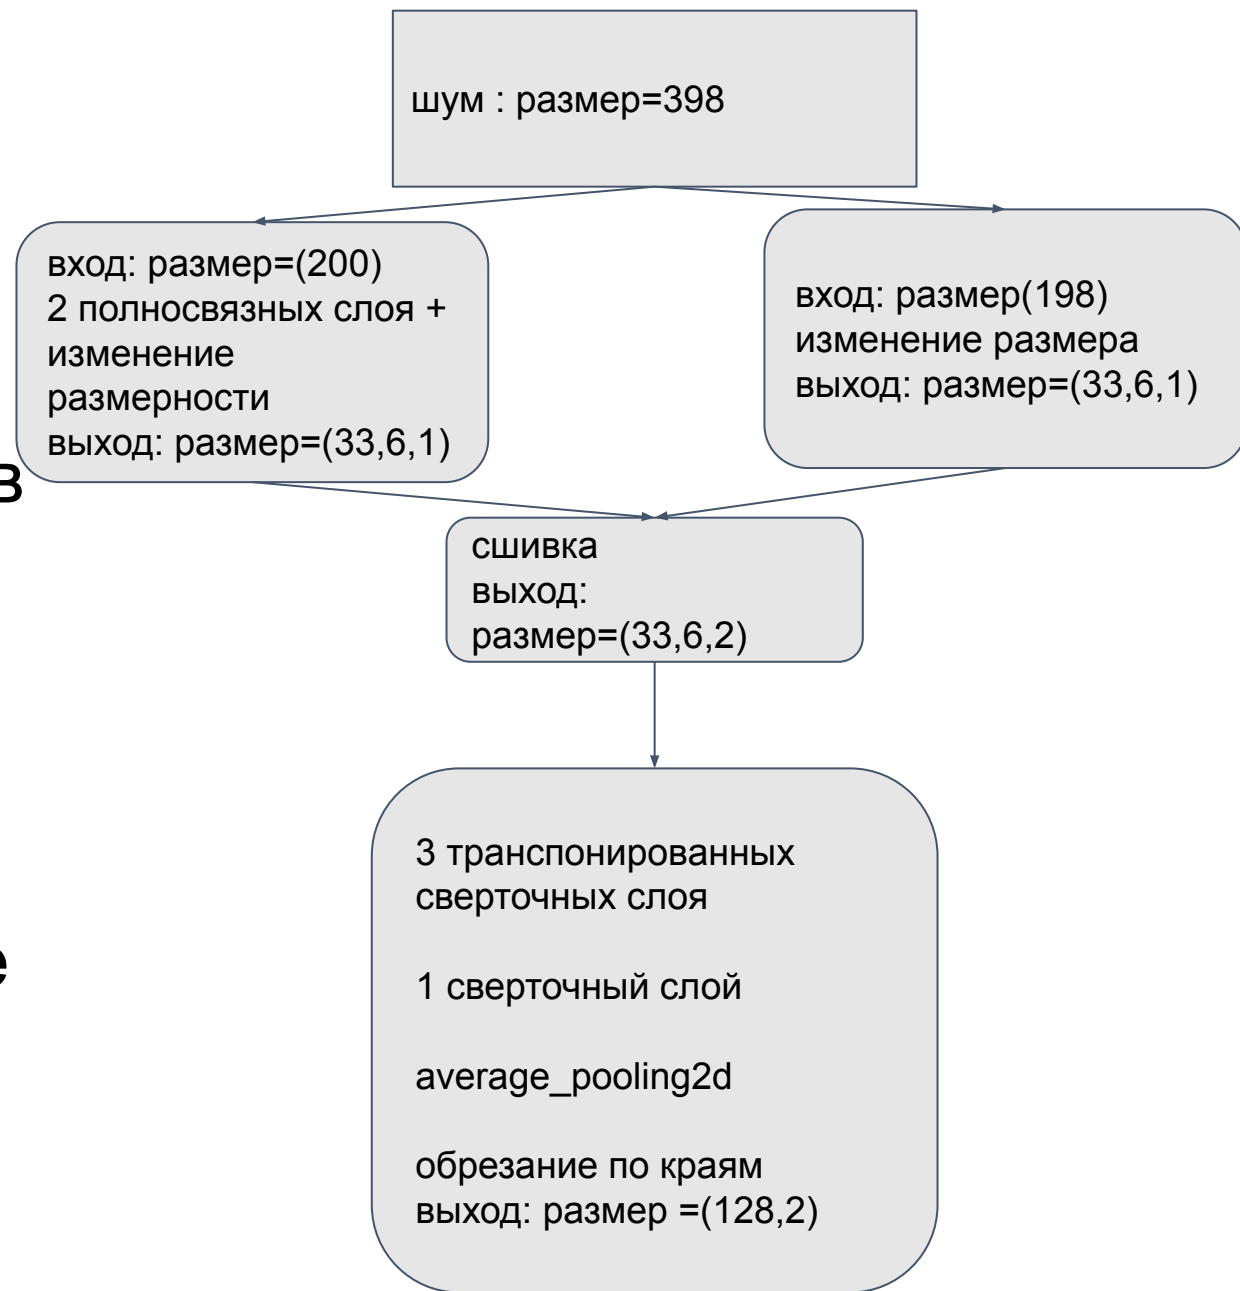 шум : размер=398
вход: размер=(200)
2 полносвязных слоя +
изменение
размерности
выход: размер=(33,6,1)
вход: размер(198)
изменение размера
выход: размер=(33,6,1)
в
сшивка
выход:
размер=(33,6,2)
3 транспонированных
сверточных слоя
е
1 сверточный слой
average_pooling2d
обрезание по краям
выход: размер =(128,2)